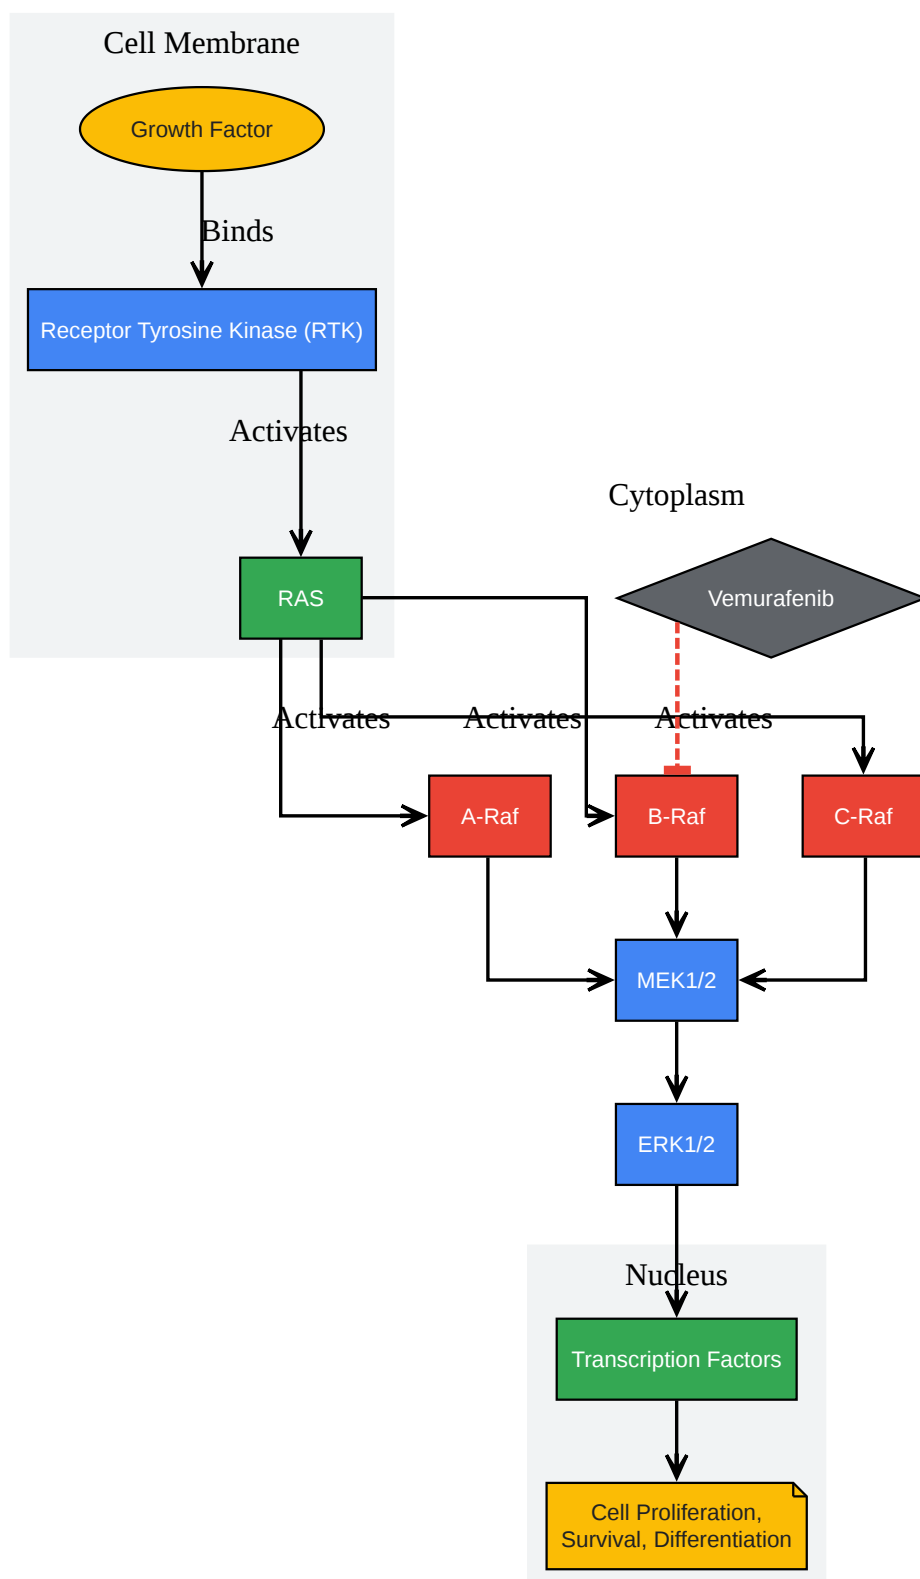 Cell Membrane
Growth Factor
Binds
Receptor Tyrosine Kinase (RTK)
Activates
Cytoplasm
RAS
Vemurafenib
Activates
Activates
Activates
A-Raf
B-Raf
C-Raf
MEK1/2
ERK1/2
Nucleus
Transcription Factors
Cell Proliferation,
Survival, Differentiation